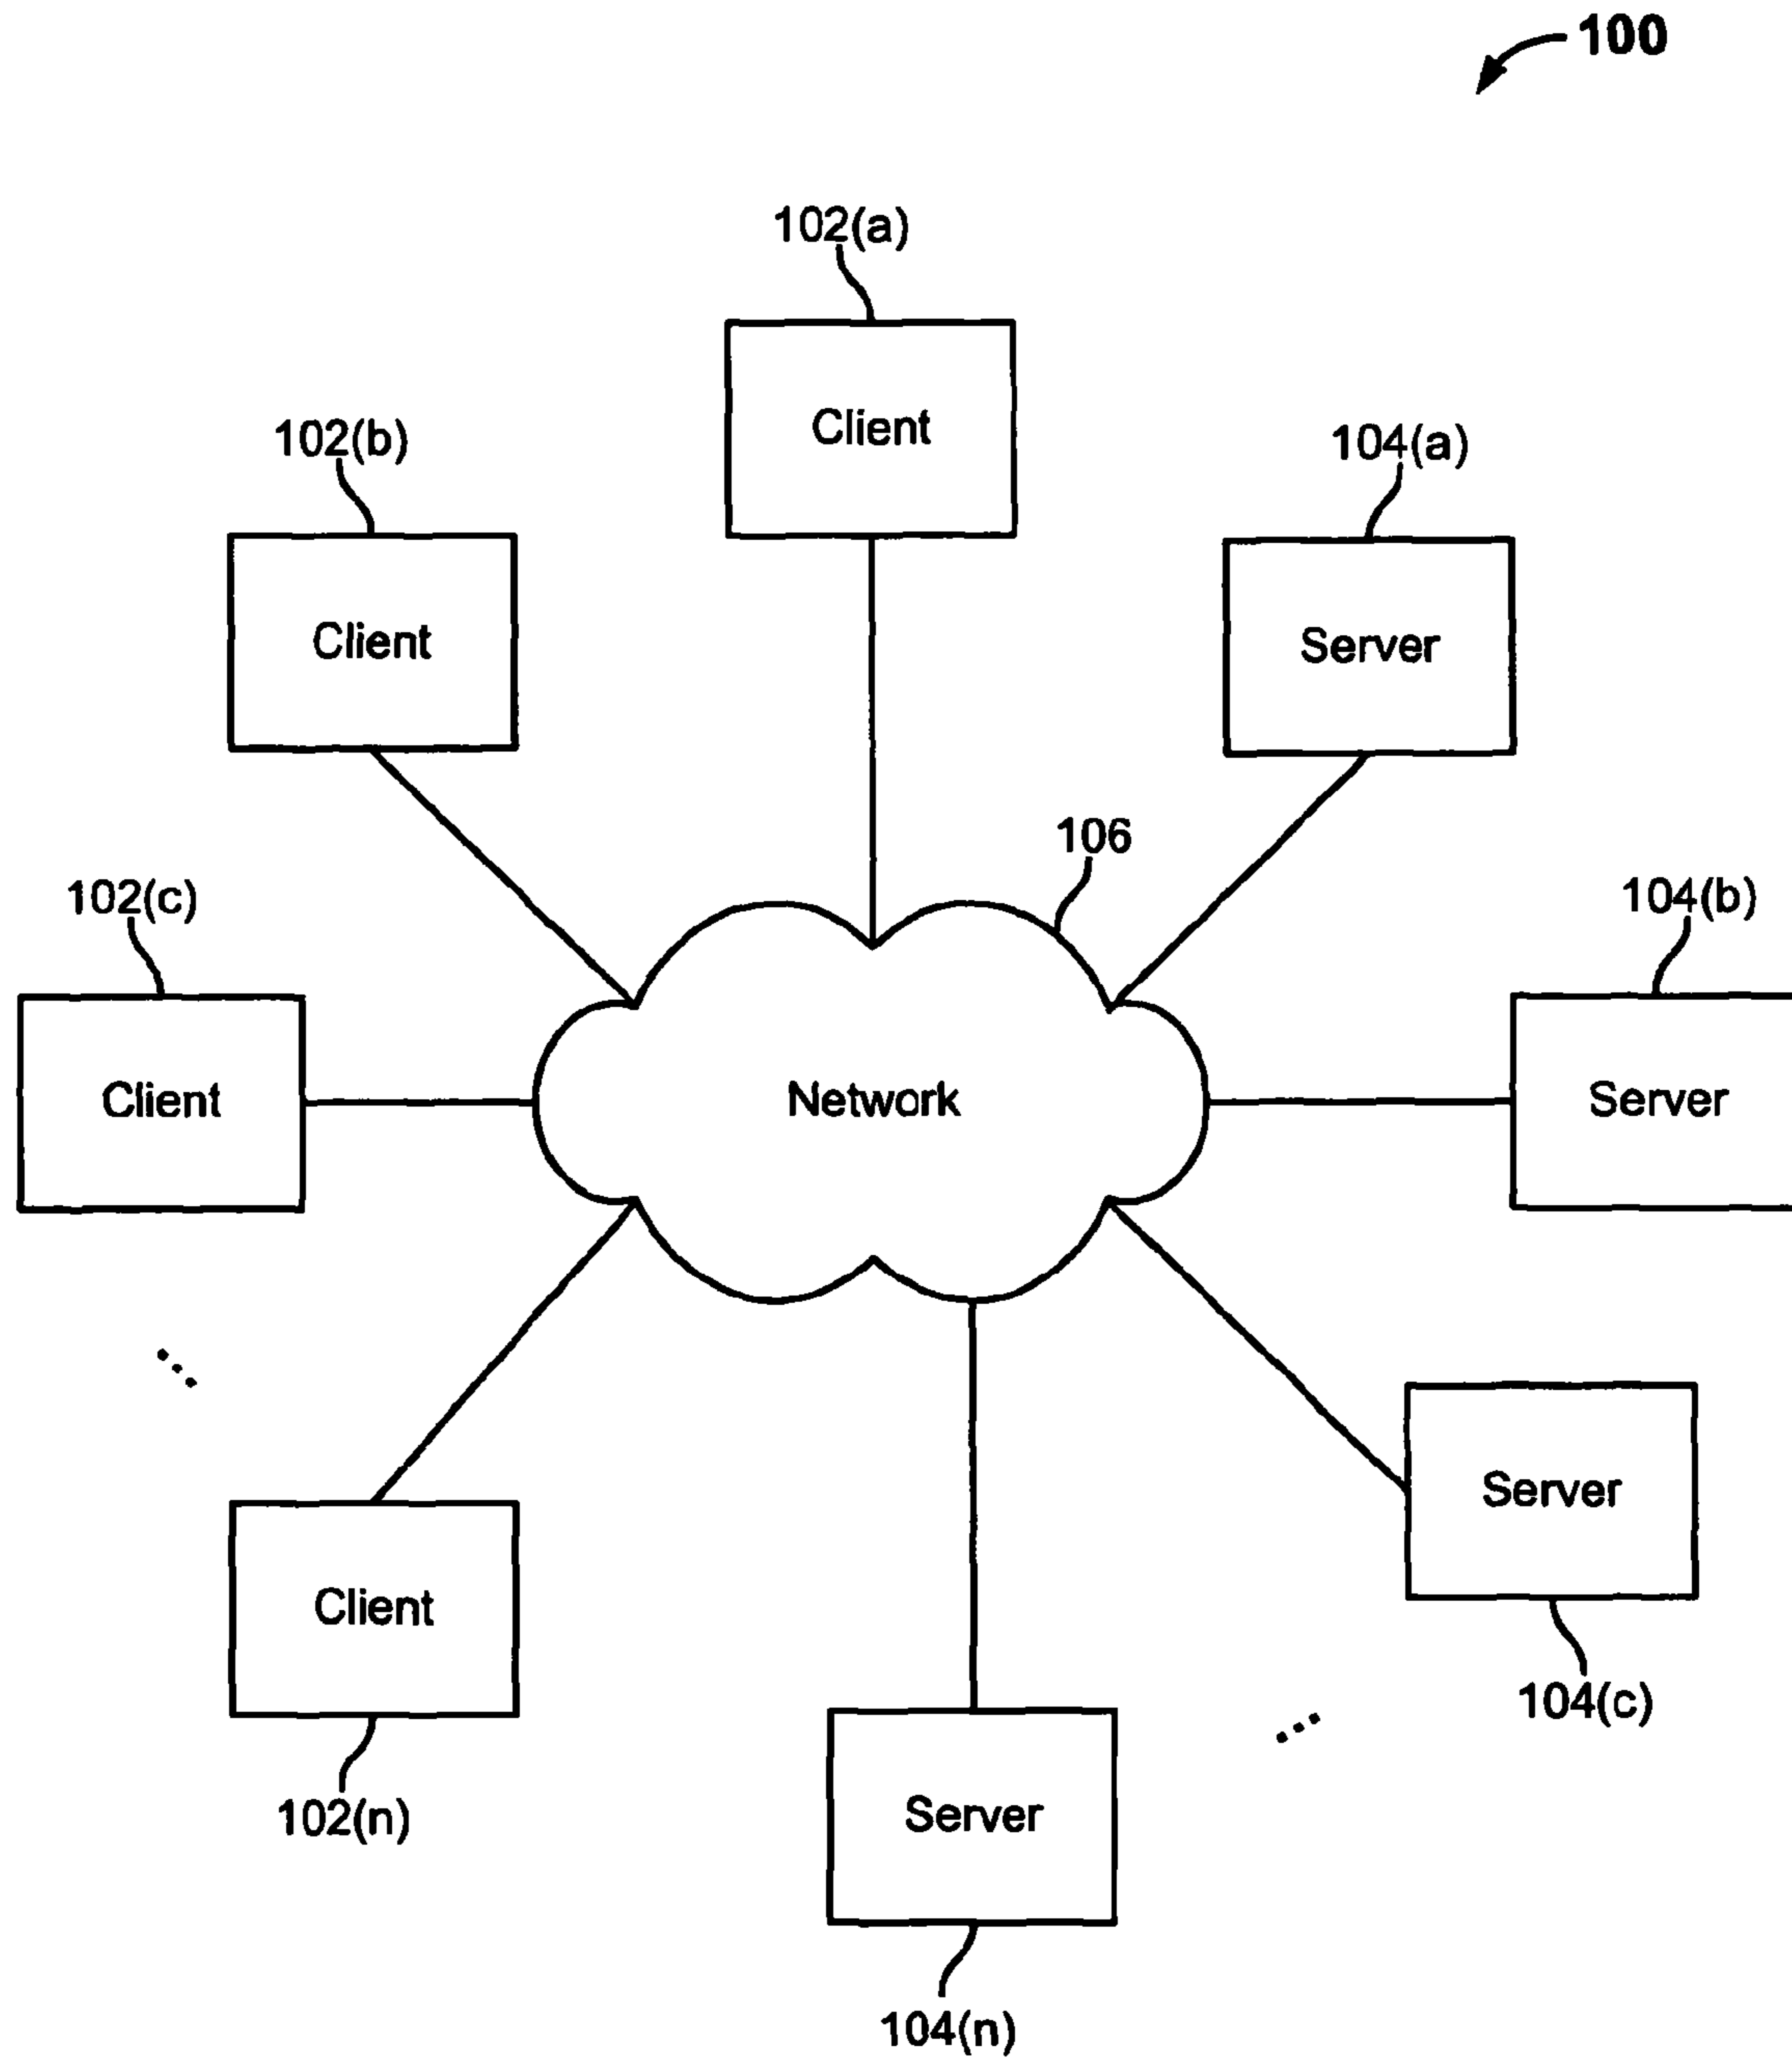 100
102(a)
Client
102(b)
Client
104(a)
Server
106
102(c)
Client
104(b)
Server
Network
Server
104(c)
Client
102(n)
Server
104(n)